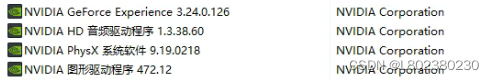 NVIDIA GeForce Experience 3.24.0.126 NVIDIA Corporation
NVIDIA HD 音频驱动程序 1.3.38.60 NVIDIA Corporation
NVIDIA PhysX 系统软件 9.19.0218 NVIDIA Corporation
NVIDIA 图形驱动程序 472.12 NVIDIA Corporation
CSDN @L802380230